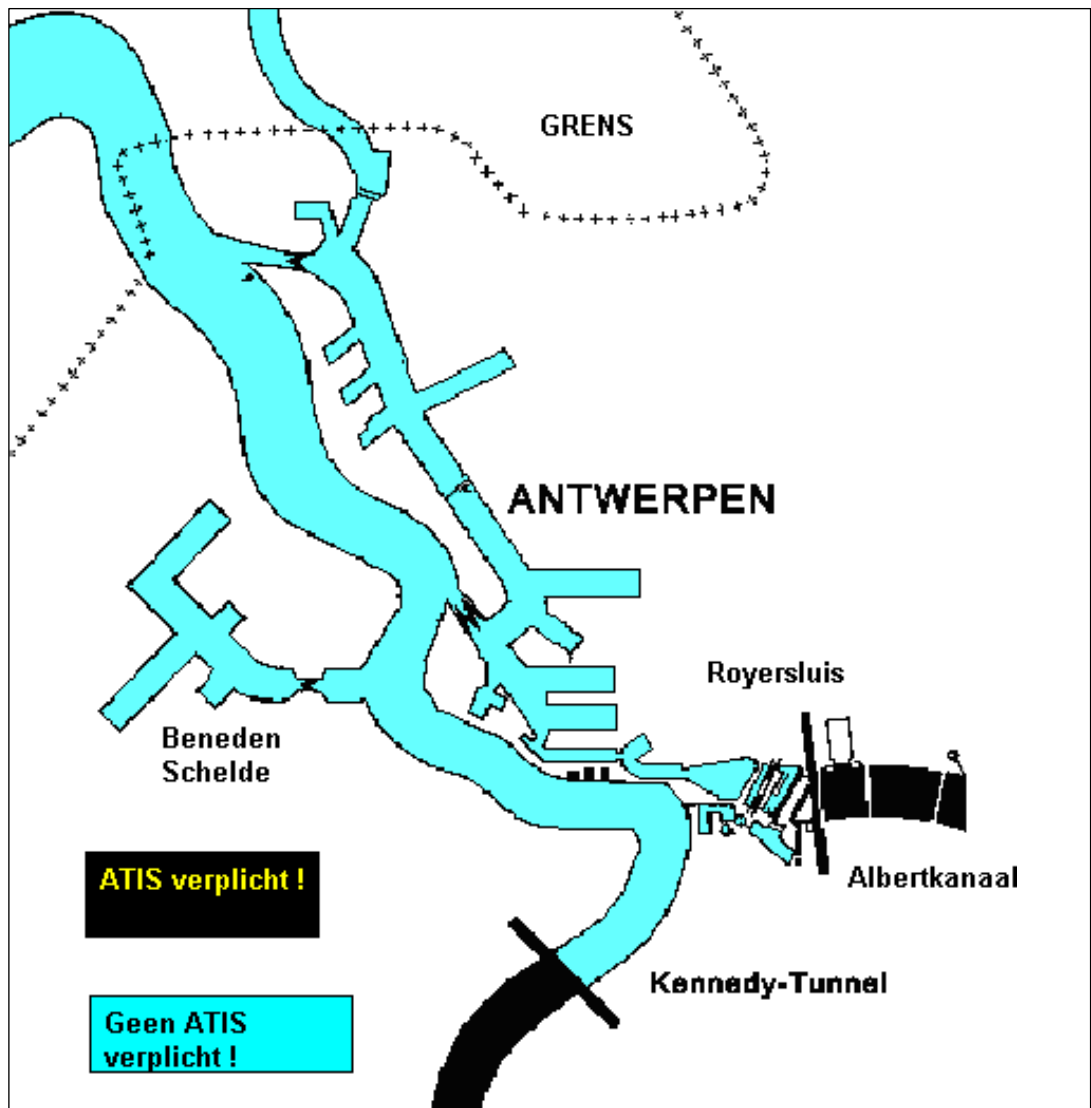 GRENS
ANTWERPEN
Royersluis
Beneden
Schelde
ATIS verplicht !
Albertkanaal
Kennedy-Tunnel
Geen ATIS
verplicht !